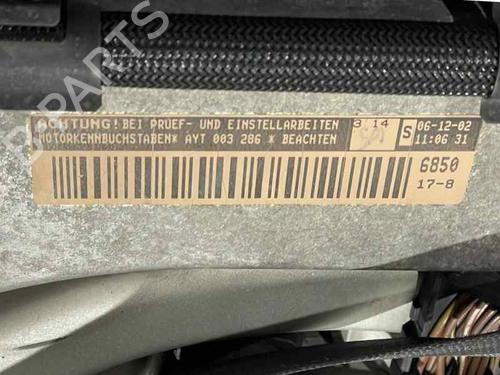 ACHTUNG! BEI PRUEF- UND EINSTELLARBEITEN 3 14 S 06-12-02
MOTORKENNBUCHSTABEN* AYT 003 286 * BEACHTEN 11:06 31
6850
17-8
B-PARTS